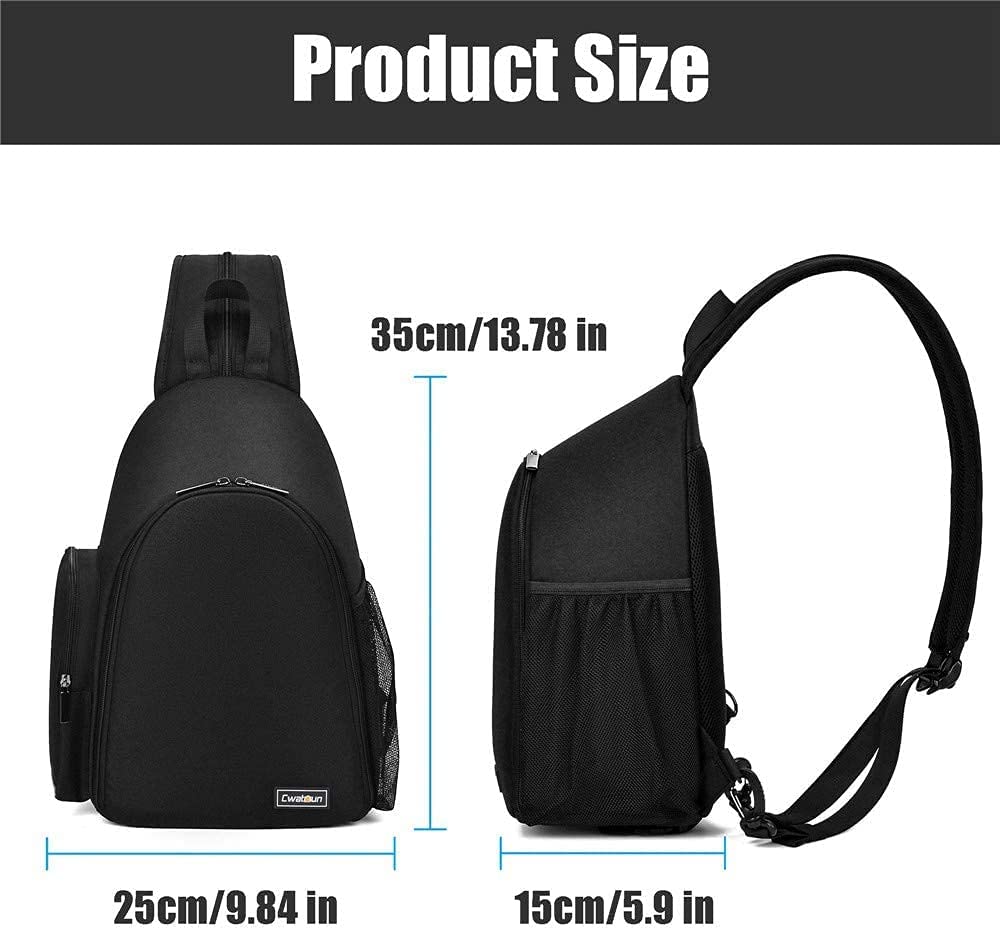 Product Size
35cm/13.78 in
Cwatcun
25cm/9.84 in
15cm/5.9 in